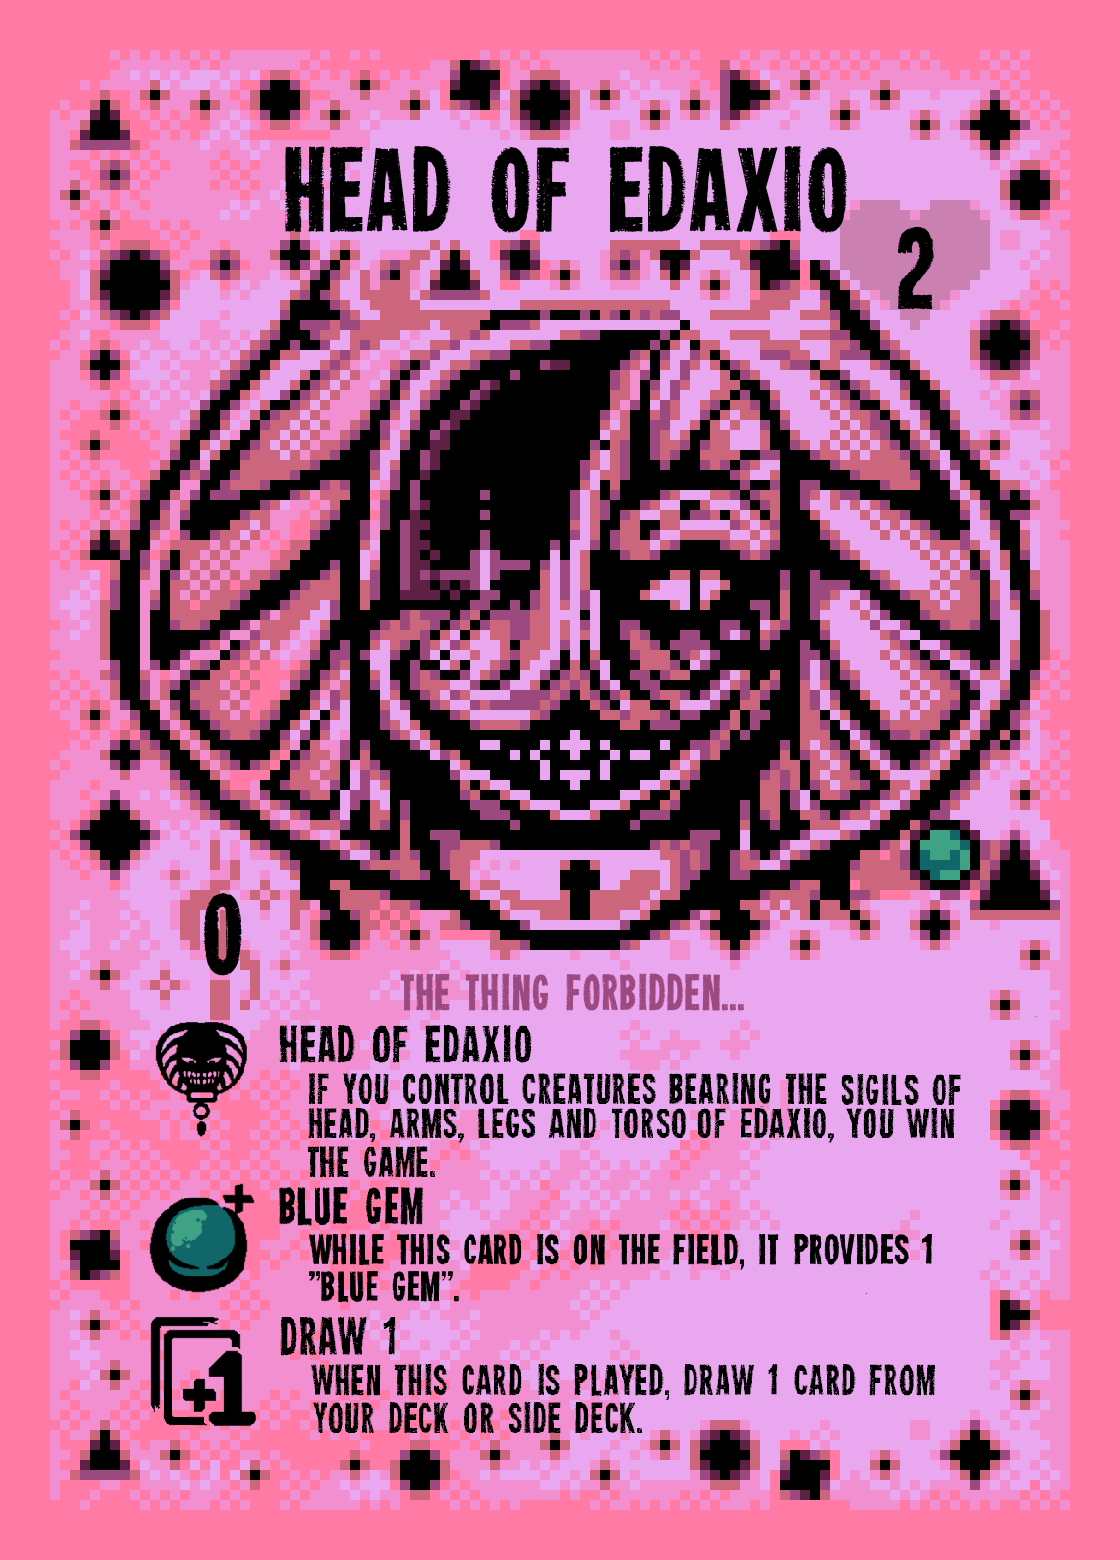 HEAD OF EDAXIO
2
0
THE THING FORBIDDEN...
HEAD OF EDAXIO
IF YOU CONTROL CREATURES BEARING THE SIGILS OF
HEAD, ARMS, LEGS AND TORSO OF EDAXIO, YOU WIN
THE GAME.
+
BLUE GEM
WHILE THIS CARD IS ON THE FIELD, IT PROVIDES 1
"BLUE GEM".
+1
DRAW 1
WHEN THIS CARD IS PLAYED, DRAW 1 CARD FROM
YOUR DECK OR SIDE DECK.